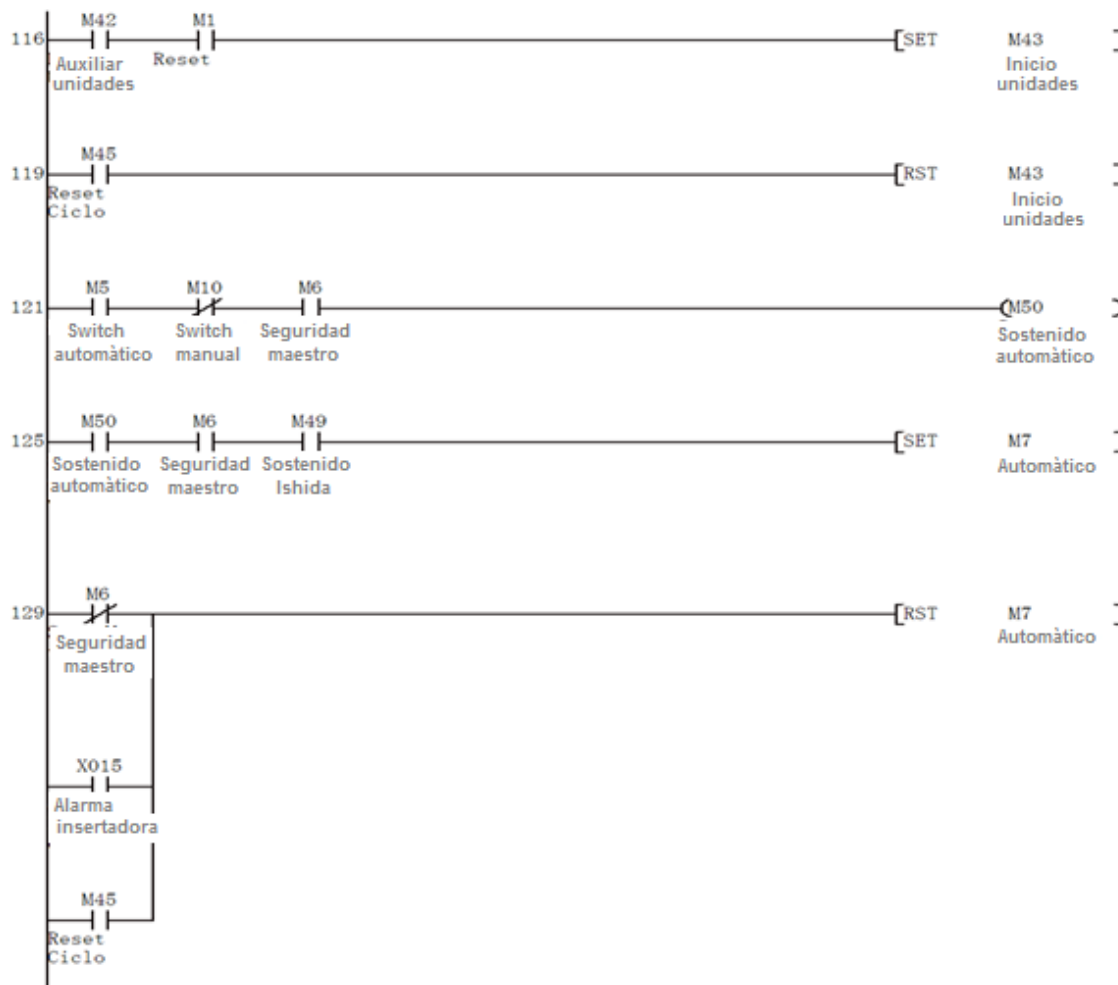 M42 M1
116 [SET M43 ]
Auxiliar unidades Reset Inicio unidades
M45
119 [RST M43 ]
Reset Ciclo Inicio unidades
M5 M10 M6
121 (M50 )
Switch automàtico Switch manual Seguridad maestro Sostenido automàtico
M50 M6 M49
125 [SET M7 ]
Sostenido automàtico Seguridad maestro Sostenido Ishida Automàtico
M6
129 [RST M7 ]
Seguridad maestro Automàtico
X015
Alarma insertadora
M45
Reset Ciclo